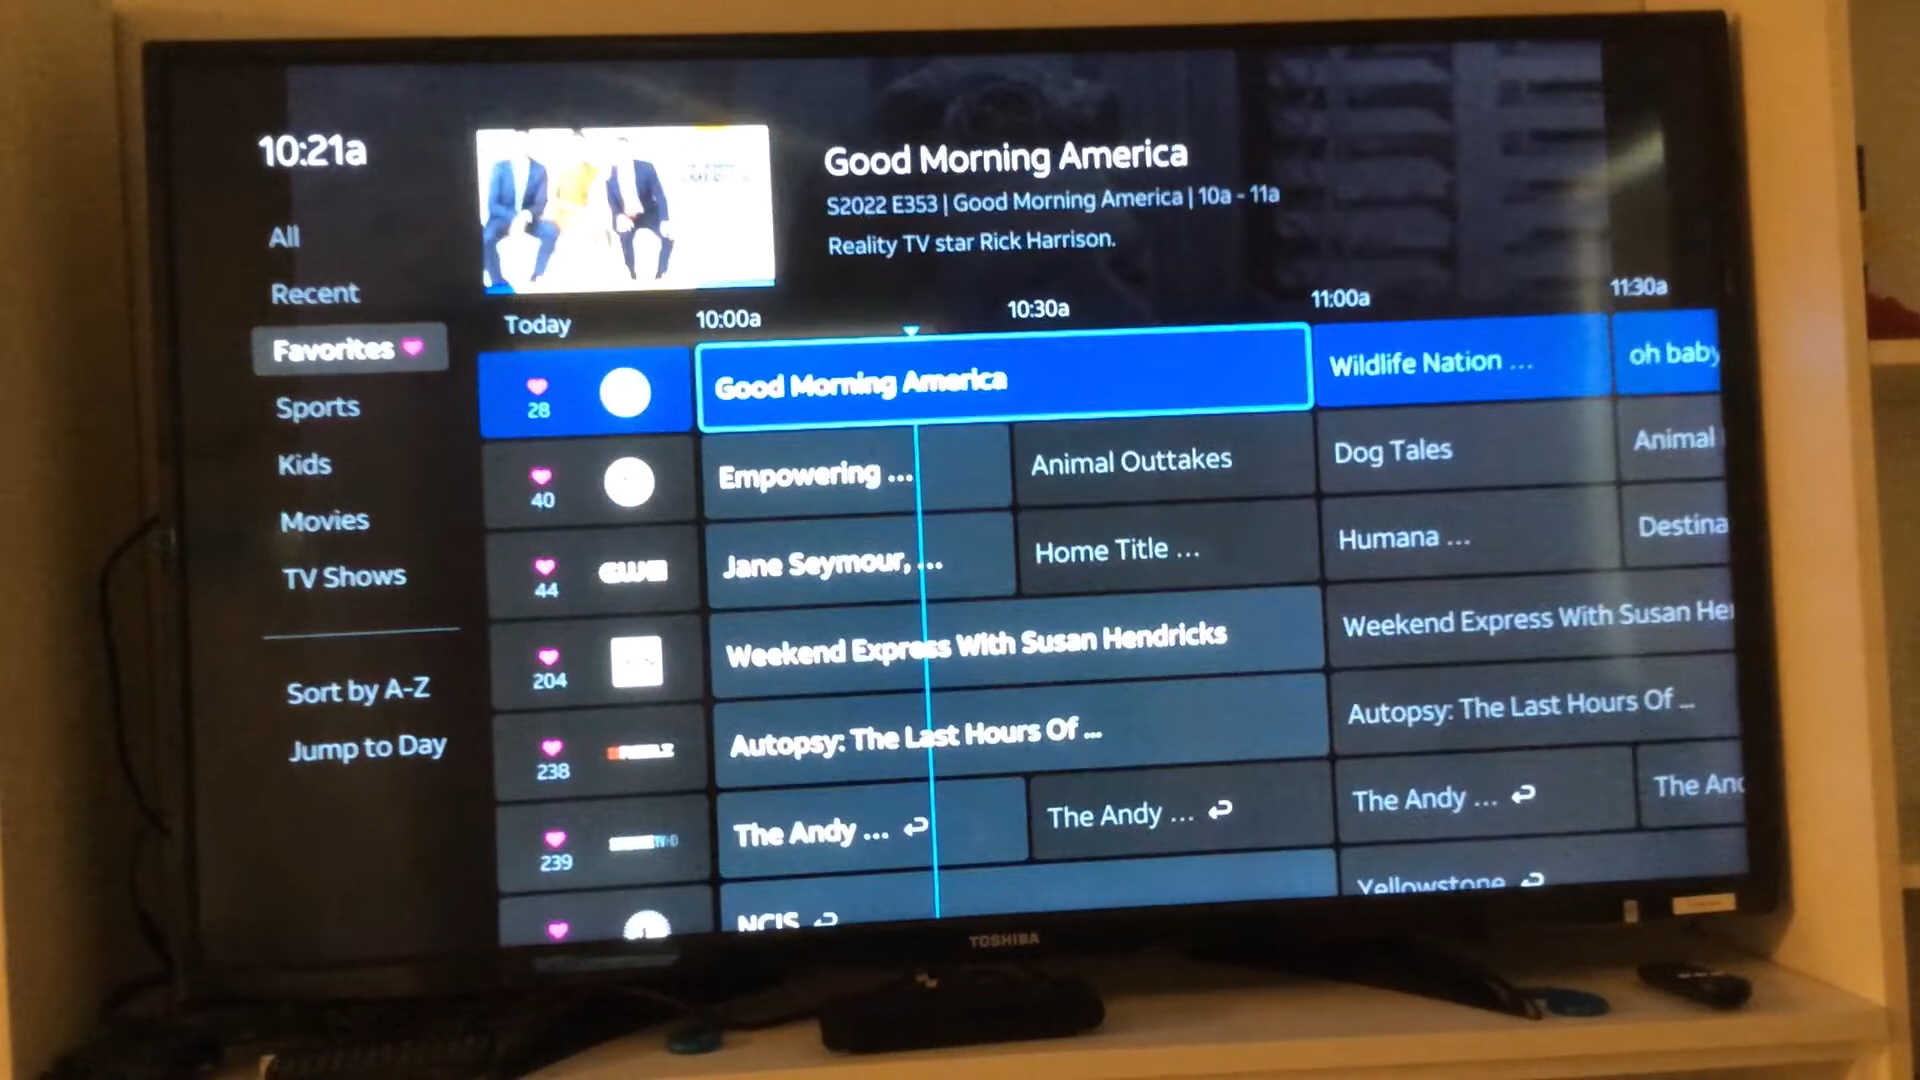 10:21a
All
Recent
Favorites
Sports
Kids
Movies
TV Shows
Sort by A-Z
Jump to Day
Good Morning America
S2022 E353 | Good Morning America | 10a - 11a
Reality TV star Rick Harrison.
Today 10:00a 10:30a 11:00a 11:30a
28 Good Morning America Wildlife Nation ... oh baby
40 Empowering ... Animal Outtakes Dog Tales Animal
44 Jane Seymour, ... Home Title ... Humana ... Destina
204 Weekend Express With Susan Hendricks Weekend Express With Susan Her
238 REELZ Autopsy: The Last Hours Of ... Autopsy: The Last Hours Of ...
239 The Andy ... The Andy ... The Andy ... The And
NCIS Yellowstone
TOSHIBA